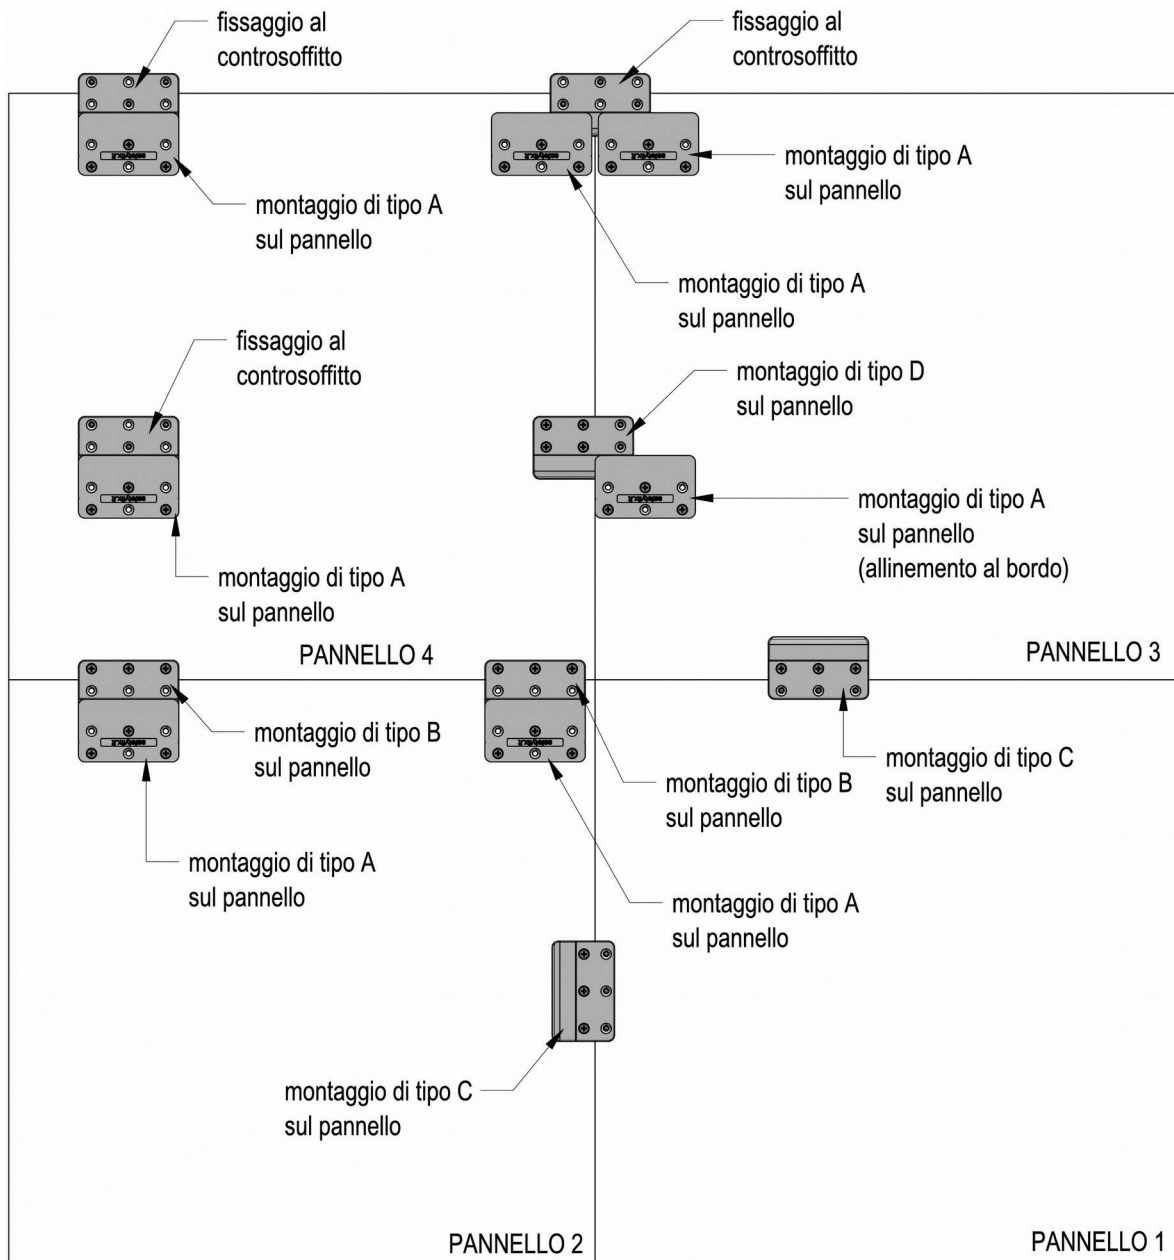 fissaggio al
controsoffitto
fissaggio al
controsoffitto
montaggio di tipo A
sul pannello
montaggio di tipo A
sul pannello
montaggio di tipo A
sul pannello
fissaggio al
controsoffitto
montaggio di tipo D
sul pannello
montaggio di tipo A
sul pannello
(allinemento al bordo)
montaggio di tipo A
sul pannello
PANNELLO 4
PANNELLO 3
montaggio di tipo B
sul pannello
montaggio di tipo B
sul pannello
montaggio di tipo C
sul pannello
montaggio di tipo A
sul pannello
montaggio di tipo A
sul pannello
montaggio di tipo C
sul pannello
PANNELLO 2
PANNELLO 1